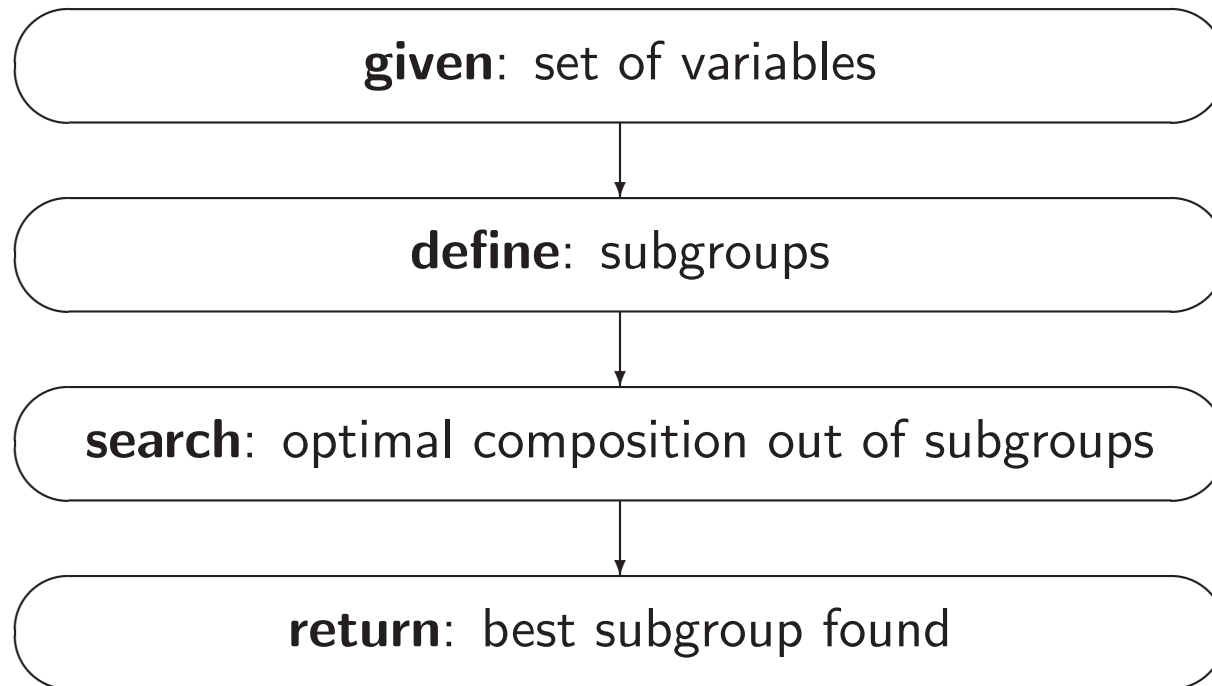 given: set of variables
define: subgroups
search: optimal composition out of subgroups
return: best subgroup found